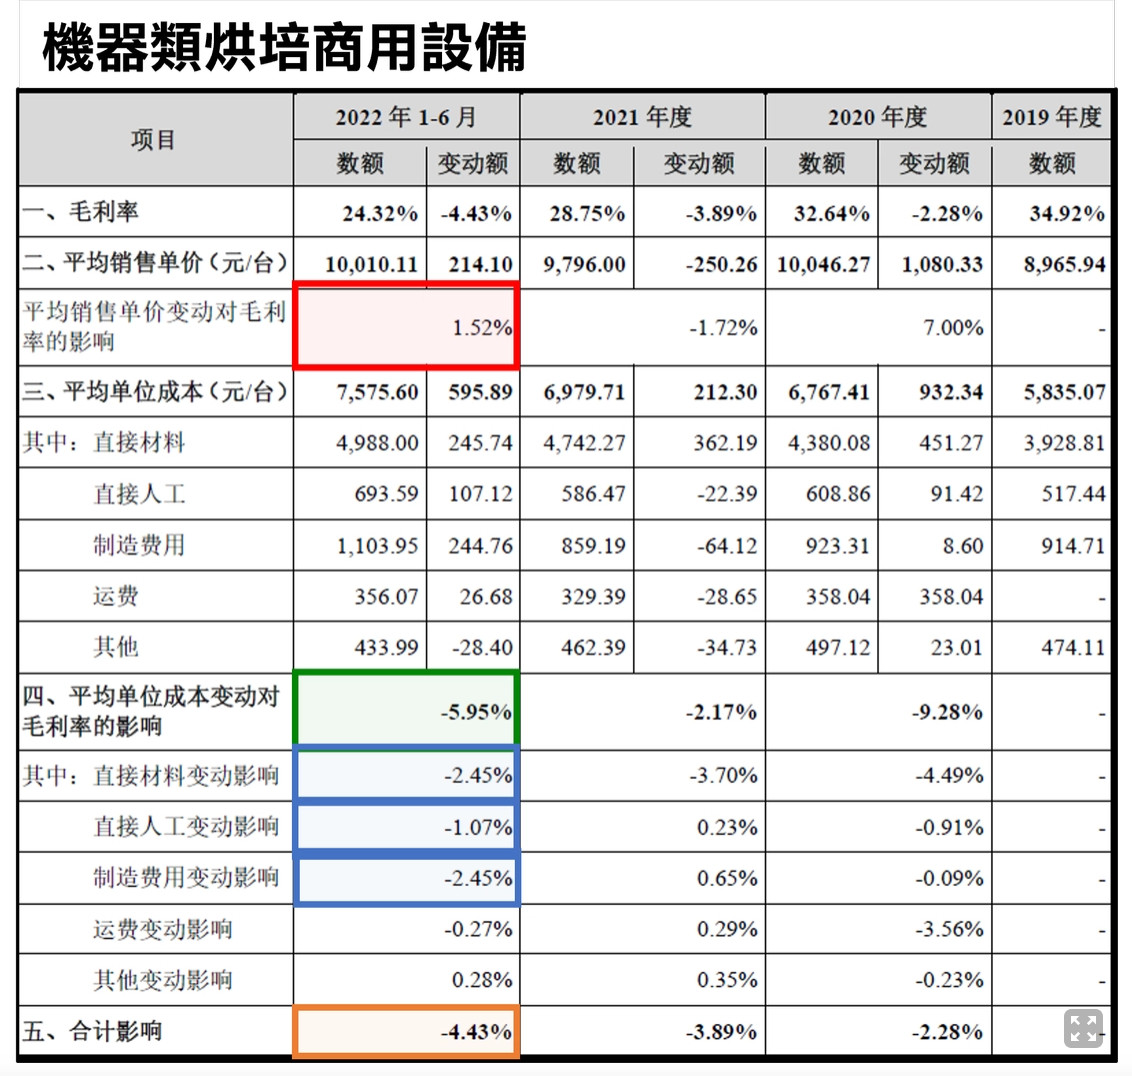 機器類烘培商用設備
项目 2022 年 1-6 月 2021 年度 2020 年度 2019 年度
数额 变动额 数额 变动额 数额 变动额 数额
一、毛利率 24.32% -4.43% 28.75% -3.89% 32.64% -2.28% 34.92%
二、平均销售单价（元/台） 10,010.11 214.10 9,796.00 -250.26 10,046.27 1,080.33 8,965.94
平均销售单价变动对毛利
率的影响 1.52% -1.72% 7.00% -
三、平均单位成本（元/台） 7,575.60 595.89 6,979.71 212.30 6,767.41 932.34 5,835.07
其中：直接材料 4,988.00 245.74 4,742.27 362.19 4,380.08 451.27 3,928.81
直接人工 693.59 107.12 586.47 -22.39 608.86 91.42 517.44
制造费用 1,103.95 244.76 859.19 -64.12 923.31 8.60 914.71
运费 356.07 26.68 329.39 -28.65 358.04 358.04 -
其他 433.99 -28.40 462.39 -34.73 497.12 23.01 474.11
四、平均单位成本变动对
毛利率的影响 -5.95% -2.17% -9.28% -
其中：直接材料变动影响 -2.45% -3.70% -4.49% -
直接人工变动影响 -1.07% 0.23% -0.91% -
制造费用变动影响 -2.45% 0.65% -0.09% -
运费变动影响 -0.27% 0.29% -3.56% -
其他变动影响 0.28% 0.35% -0.23% -
五、合计影响 -4.43% -3.89% -2.28% -